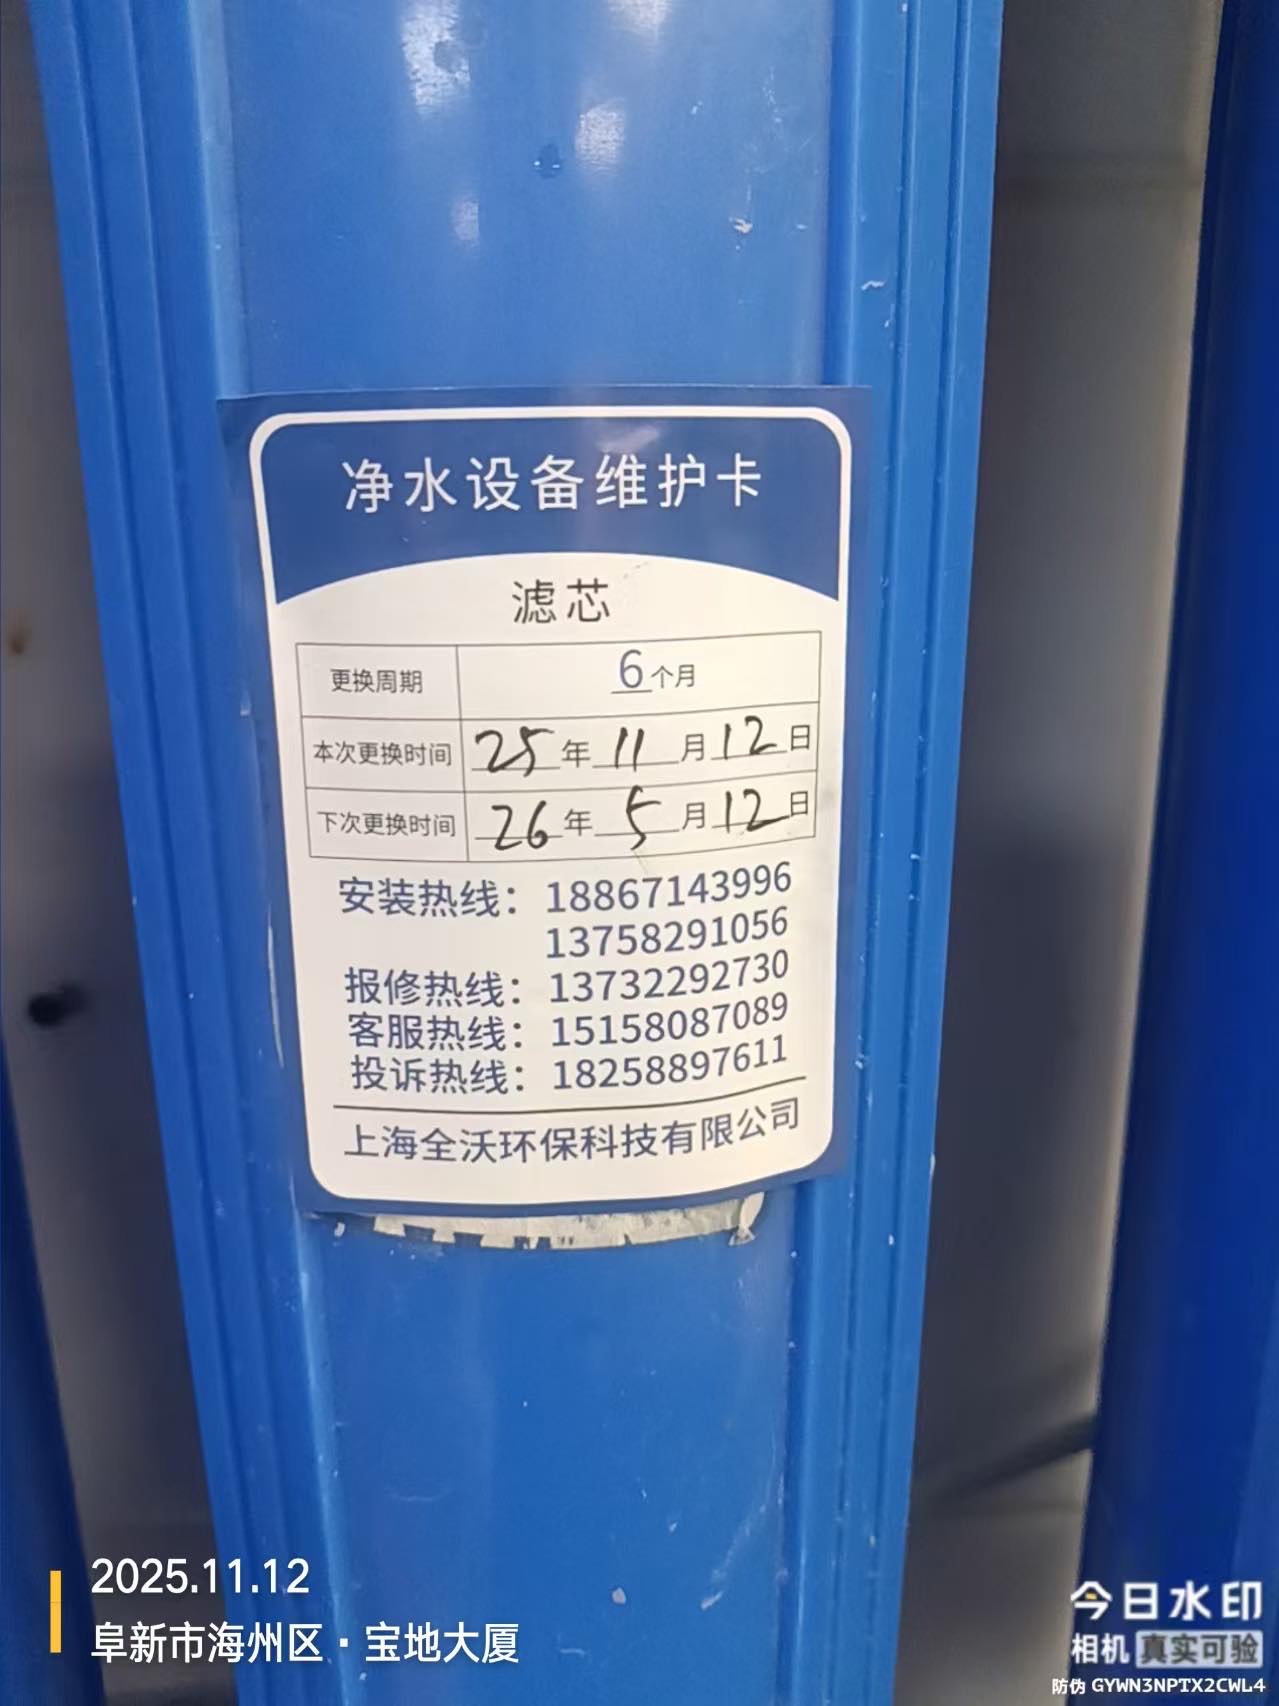 净水设备维护卡
滤芯
更换周期 6个月
本次更换时间 25年11月12日
下次更换时间 26年5月12日
安装热线：18867143996
13758291056
报修热线：13732292730
客服热线：15158087089
投诉热线：18258897611
上海全沃环保科技有限公司
2025.11.12
阜新市海州区·宝地大厦
今日水印
相机 真实可验
防伪 GYWN3NPTX2CWL4